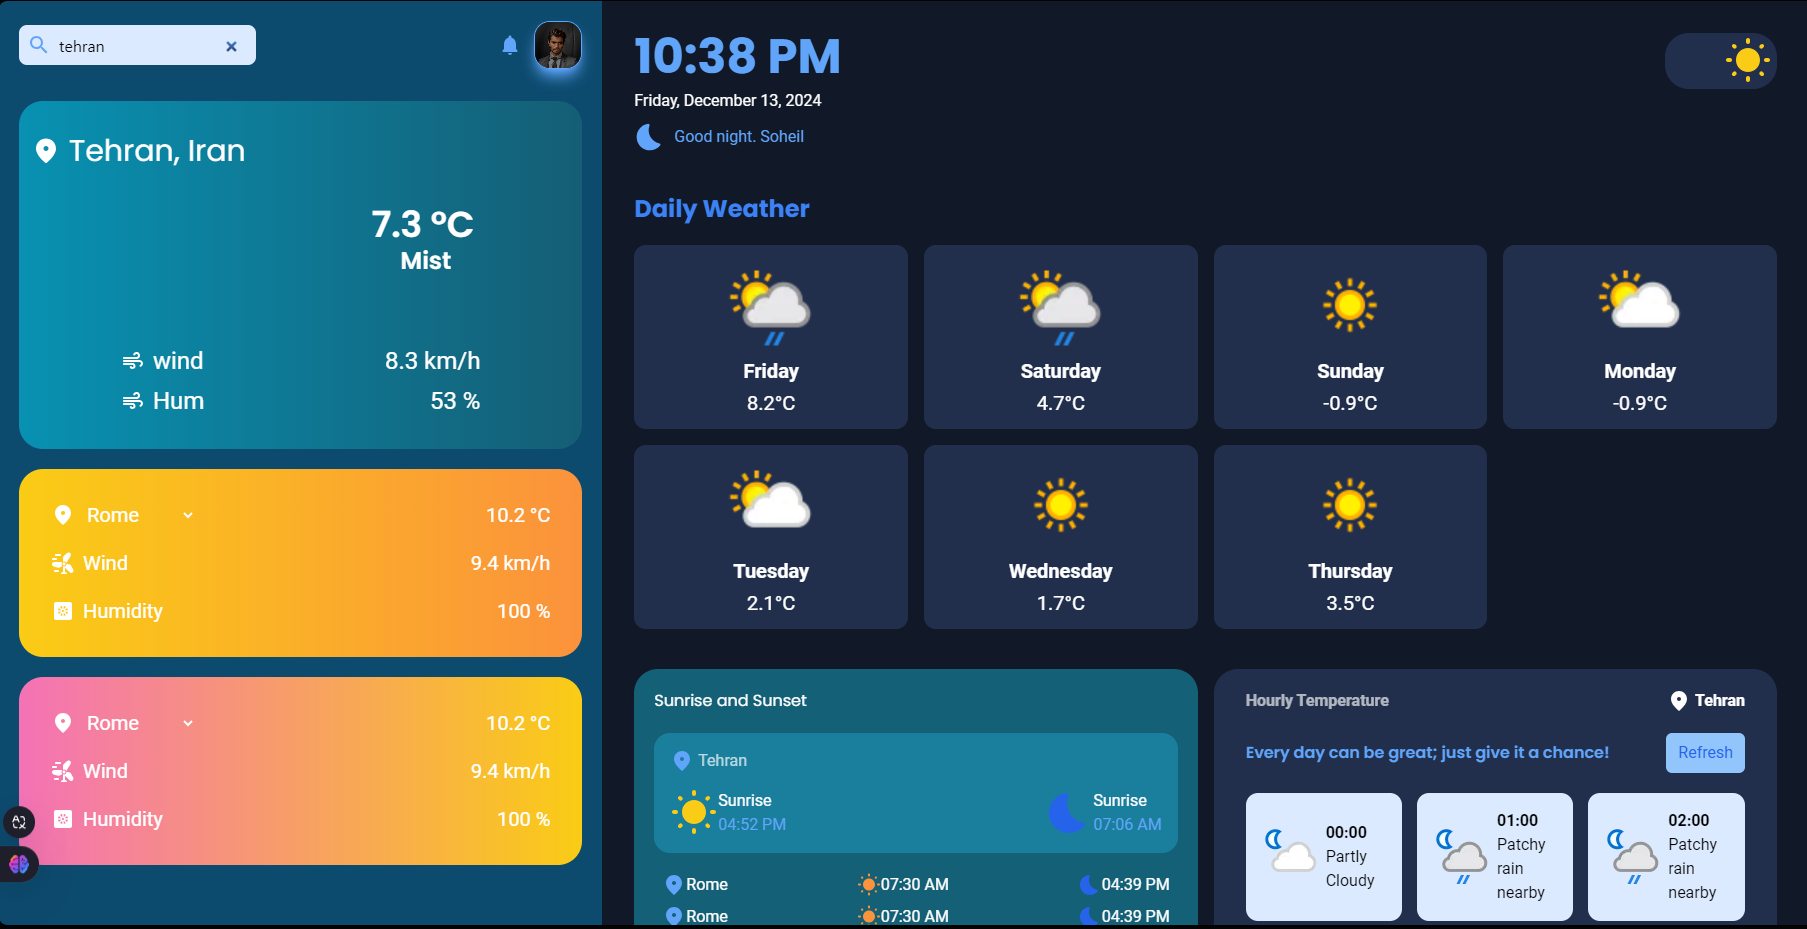 tehran
Tehran, Iran
7.3 °C
Mist
wind 8.3 km/h
Hum 53 %
Rome 10.2 °C
Wind 9.4 km/h
Humidity 100 %
Rome 10.2 °C
Wind 9.4 km/h
Humidity 100 %
10:38 PM
Friday, December 13, 2024
Good night. Soheil
Daily Weather
Friday
8.2°C
Saturday
4.7°C
Sunday
-0.9°C
Monday
-0.9°C
Tuesday
2.1°C
Wednesday
1.7°C
Thursday
3.5°C
Sunrise and Sunset
Tehran
Sunrise
04:52 PM
Sunrise
07:06 AM
Rome 07:30 AM 04:39 PM
Rome 07:30 AM 04:39 PM
Hourly Temperature
Tehran
Every day can be great; just give it a chance!
Refresh
00:00
Partly
Cloudy
01:00
Patchy
rain
nearby
02:00
Patchy
rain
nearby